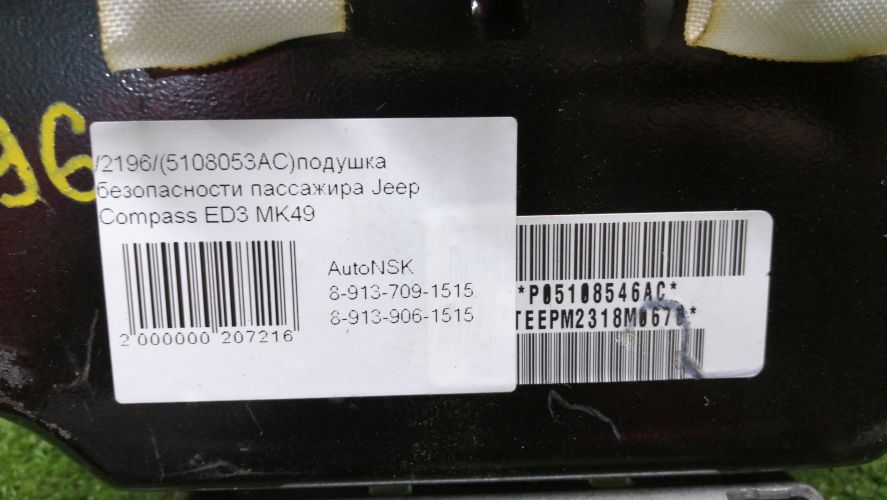 96
/2196/(5108053AC)подушка
безопасности пассажира Jeep
Compass ED3 MK49
AutoNSK
8-913-709-1515
8-913-906-1515
2 000000 207216
*P05108546AC*